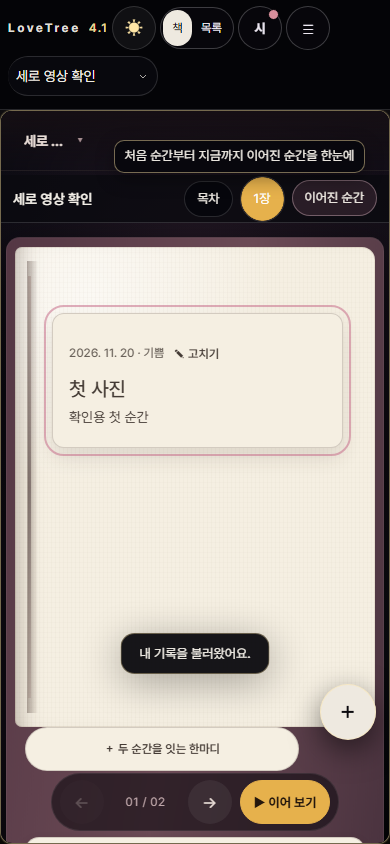 LoveTree 4.1 책 목록 시
세로 영상 확인
세로 ...
처음 순간부터 지금까지 이어진 순간을 한눈에
세로 영상 확인 목차 1장 이어진 순간
2026. 11. 20 · 기쁨 고치기
첫 사진
확인용 첫 순간
내 기록을 불러왔어요.
+
+ 두 순간을 잇는 한마디
← 01 / 02 → ▶ 이어 보기